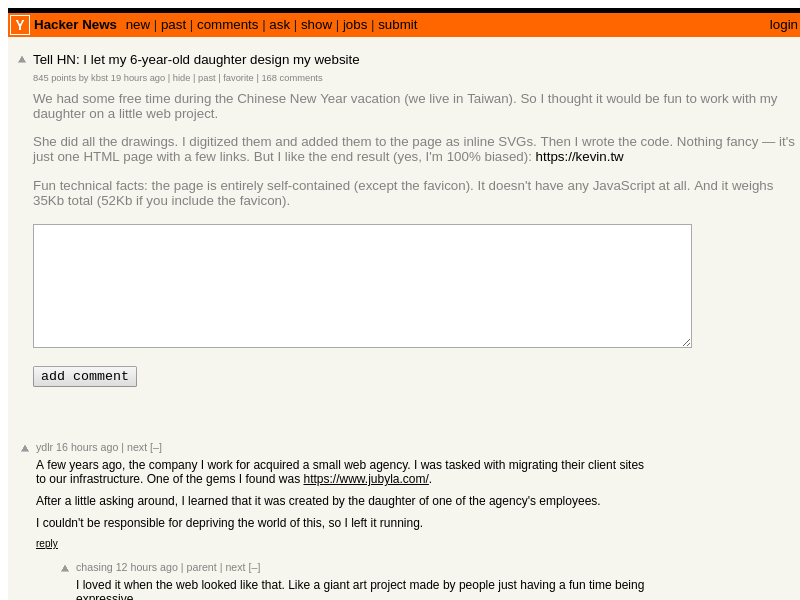 Y Hacker News new | past | comments | ask | show | jobs | submit login
Tell HN: I let my 6-year-old daughter design my website
845 points by kbst 19 hours ago | hide | past | favorite | 168 comments
We had some free time during the Chinese New Year vacation (we live in Taiwan). So I thought it would be fun to work with my
daughter on a little web project.
She did all the drawings. I digitized them and added them to the page as inline SVGs. Then I wrote the code. Nothing fancy — it's
just one HTML page with a few links. But I like the end result (yes, I'm 100% biased): https://kevin.tw
Fun technical facts: the page is entirely self-contained (except the favicon). It doesn't have any JavaScript at all. And it weighs
35Kb total (52Kb if you include the favicon).
add comment
ydlr 16 hours ago | next [–]
A few years ago, the company I work for acquired a small web agency. I was tasked with migrating their client sites
to our infrastructure. One of the gems I found was https://www.jubyla.com/.
After a little asking around, I learned that it was created by the daughter of one of the agency's employees.
I couldn't be responsible for depriving the world of this, so I left it running.
reply
chasing 12 hours ago | parent | next [–]
I loved it when the web looked like that. Like a giant art project made by people just having a fun time being
expressive.